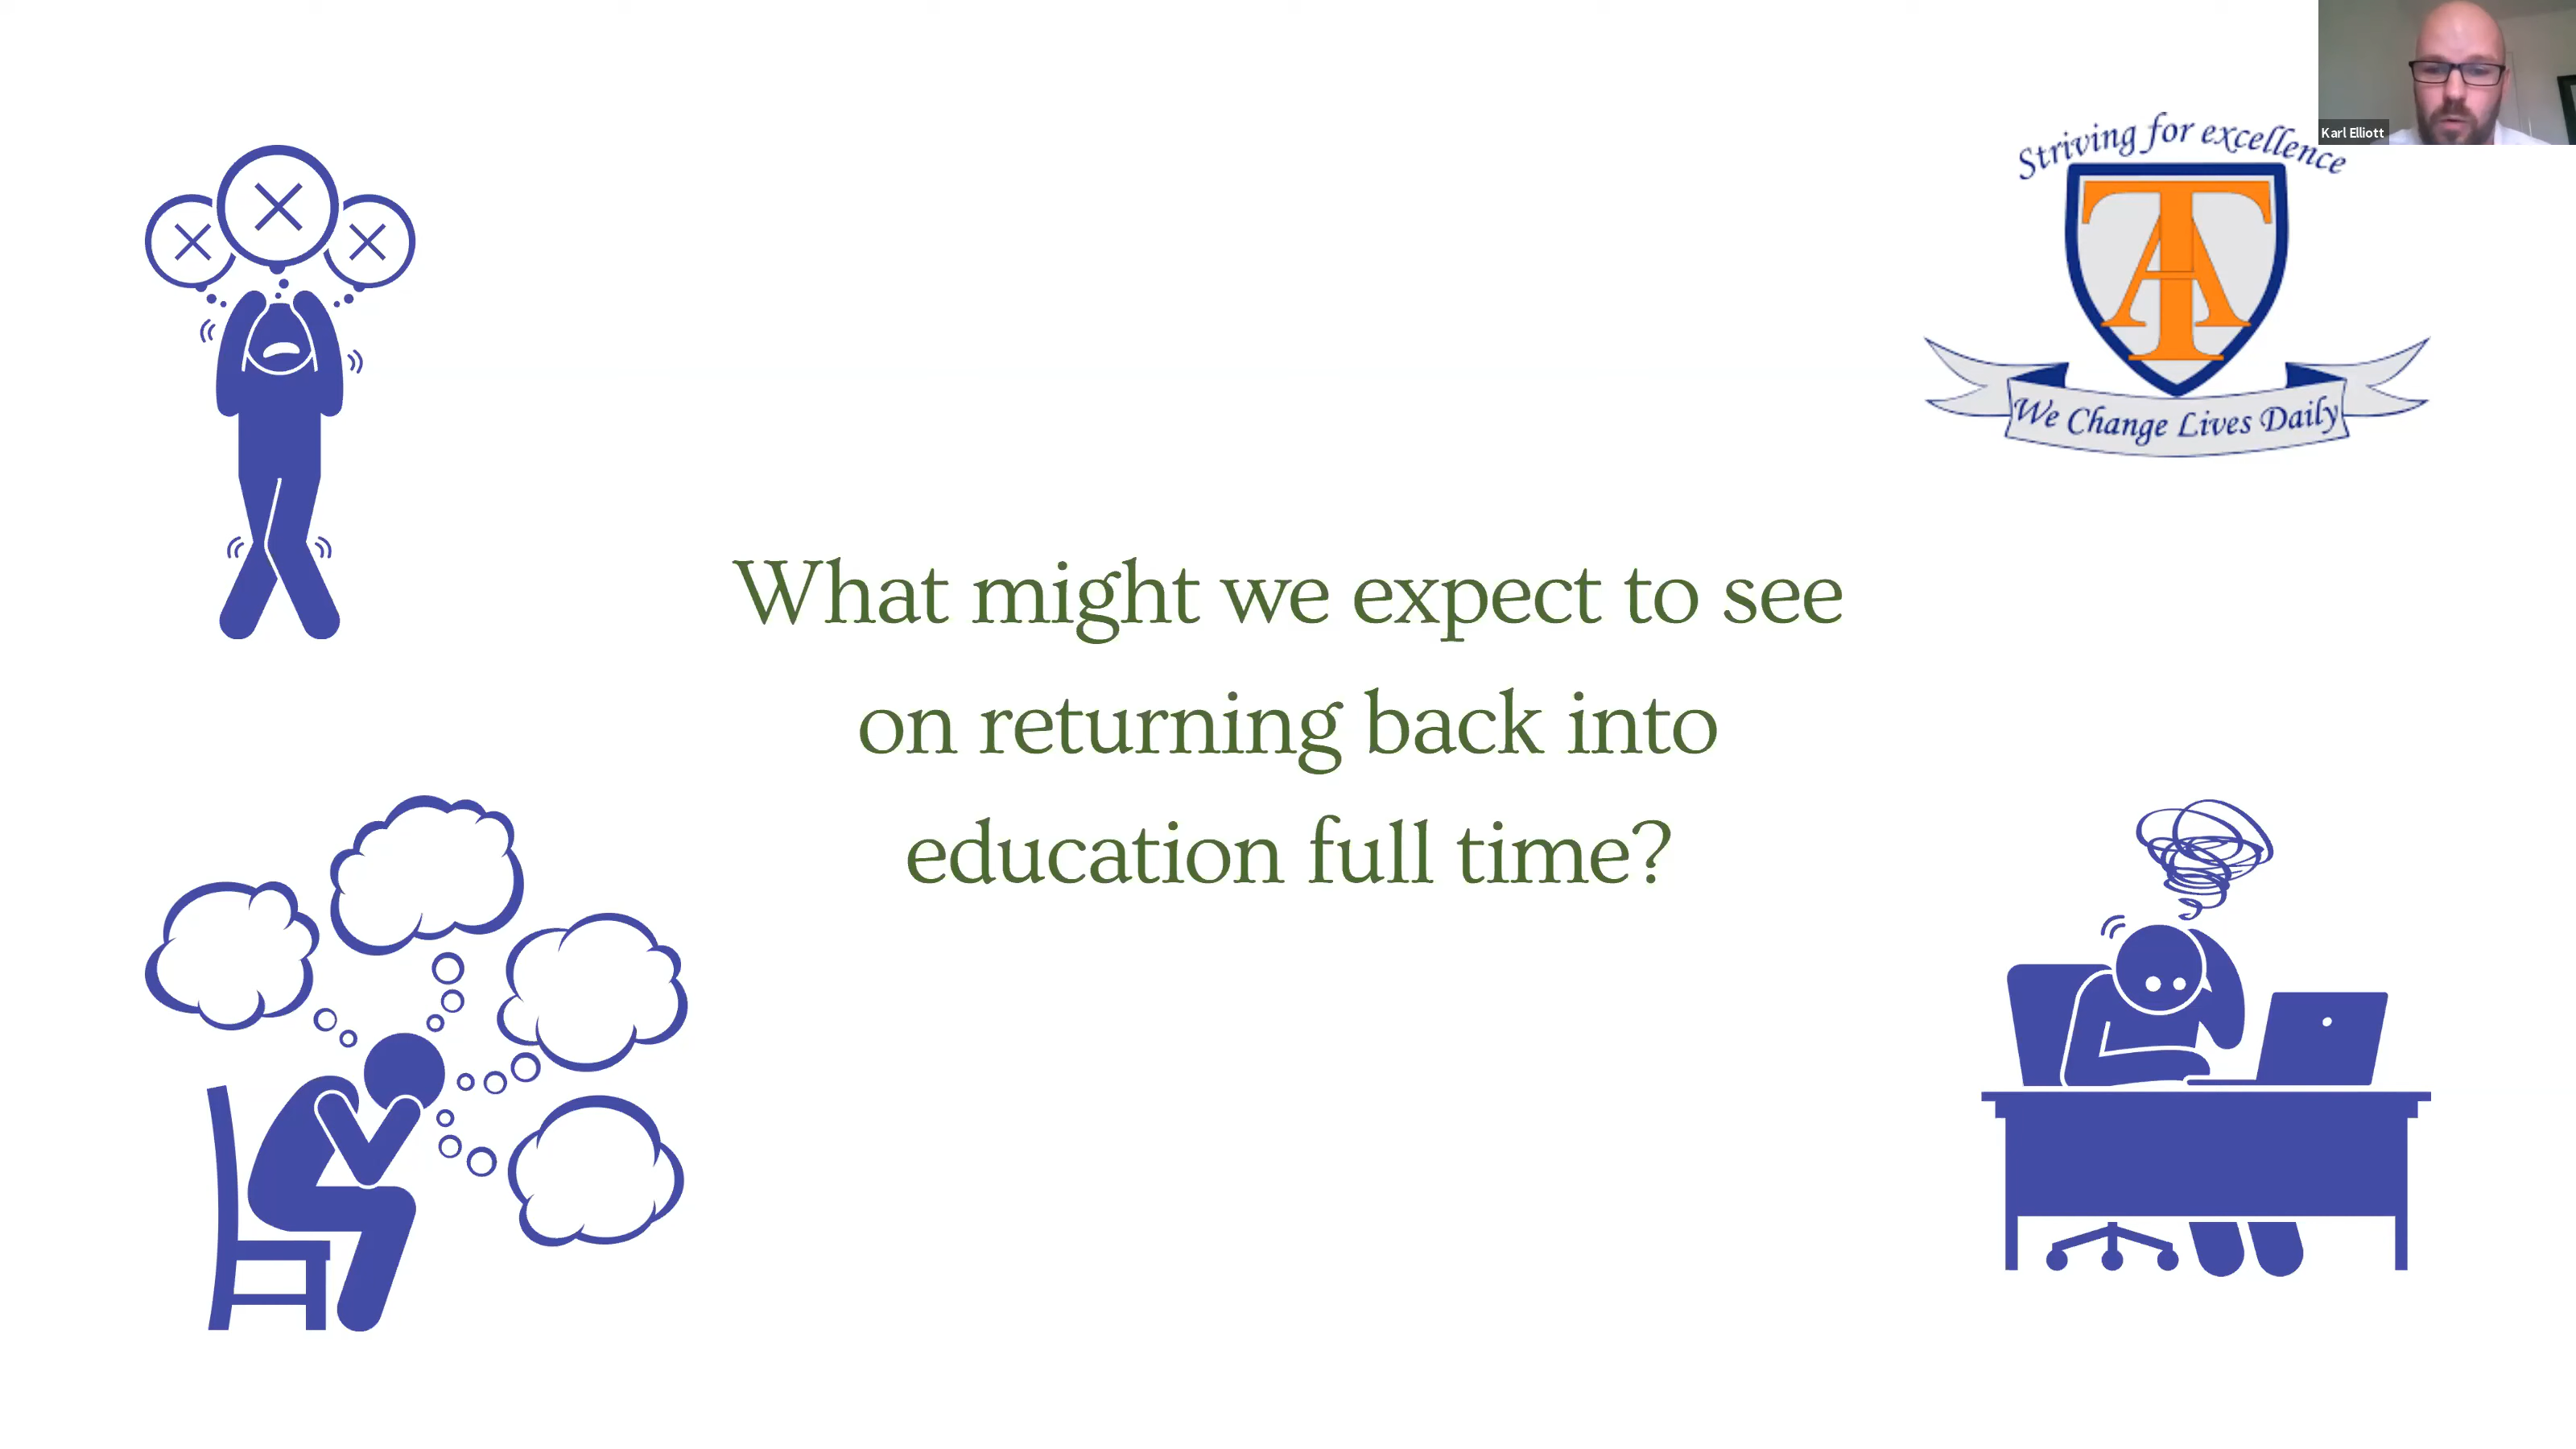 Karl Elliott
Striving for excellence
TA
We Change Lives Daily
What might we expect to see
on returning back into
education full time?